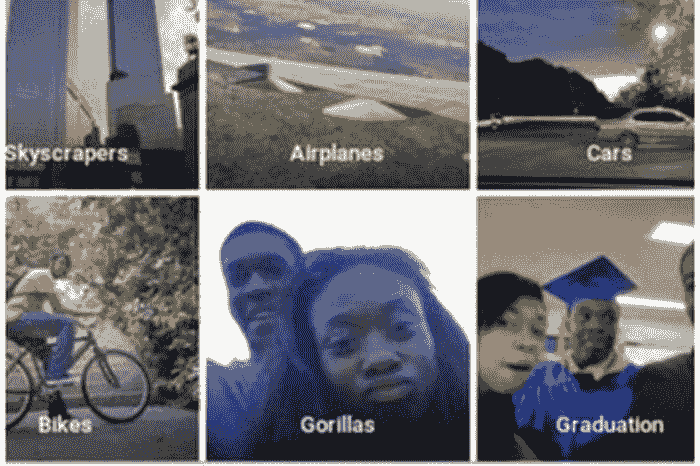 Skyscrapers
Airplanes
Cars
Bikes
Gorillas
Graduation